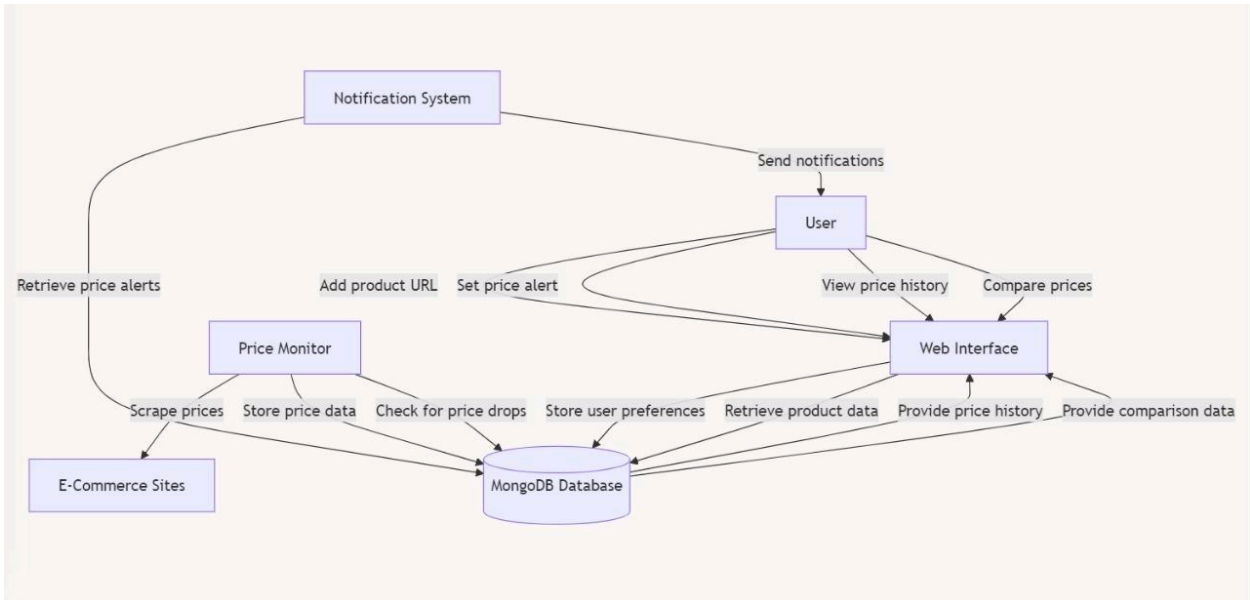 Notification System
Send notifications
User
Retrieve price alerts
Add product URL
Set price alert
View price history
Compare prices
Price Monitor
Web Interface
Scrape prices
Store price data
Check for price drops
Store user preferences
Retrieve product data
Provide price history
Provide comparison data
E-Commerce Sites
MongoDB Database